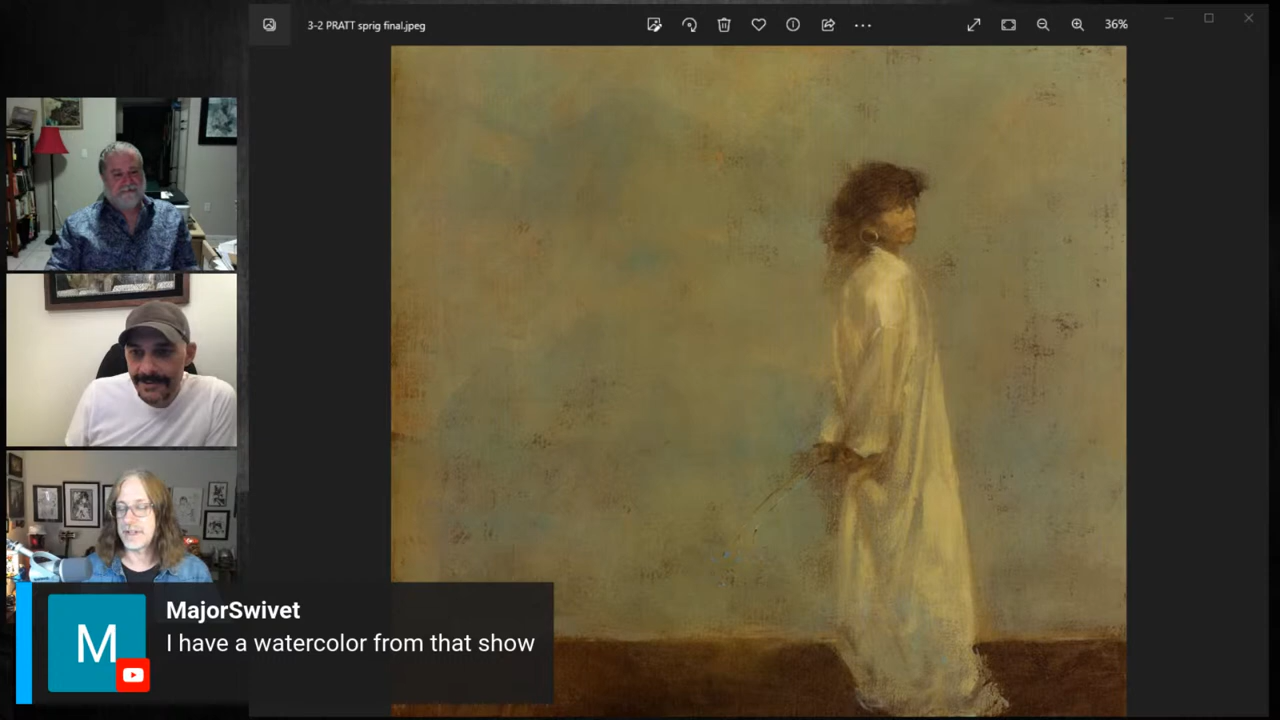 3-2 PRATT sprig final.jpeg
36%
M
MajorSwivet
I have a watercolor from that show